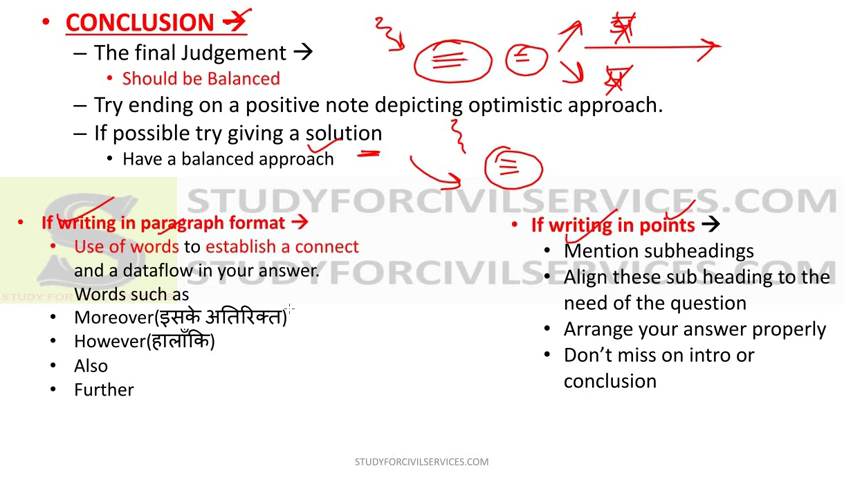 • CONCLUSION →
– The final Judgement →
• Should be Balanced
– Try ending on a positive note depicting optimistic approach.
– If possible try giving a solution
• Have a balanced approach
STUDYFORCIVILSERVICES.COM
• If writing in paragraph format →
• Use of words to establish a connect
and a dataflow in your answer.
Words such as
• Moreover(इसके अतिरिक्त)
• However(हालाँकि)
• Also
• Further
• If writing in points →
• Mention subheadings
• Align these sub heading to the
need of the question
• Arrange your answer properly
• Don’t miss on intro or
conclusion
STUDYFORCIVILSERVICES.COM
STUDY FOR
STUDYFORCIVILSERVICES.COM